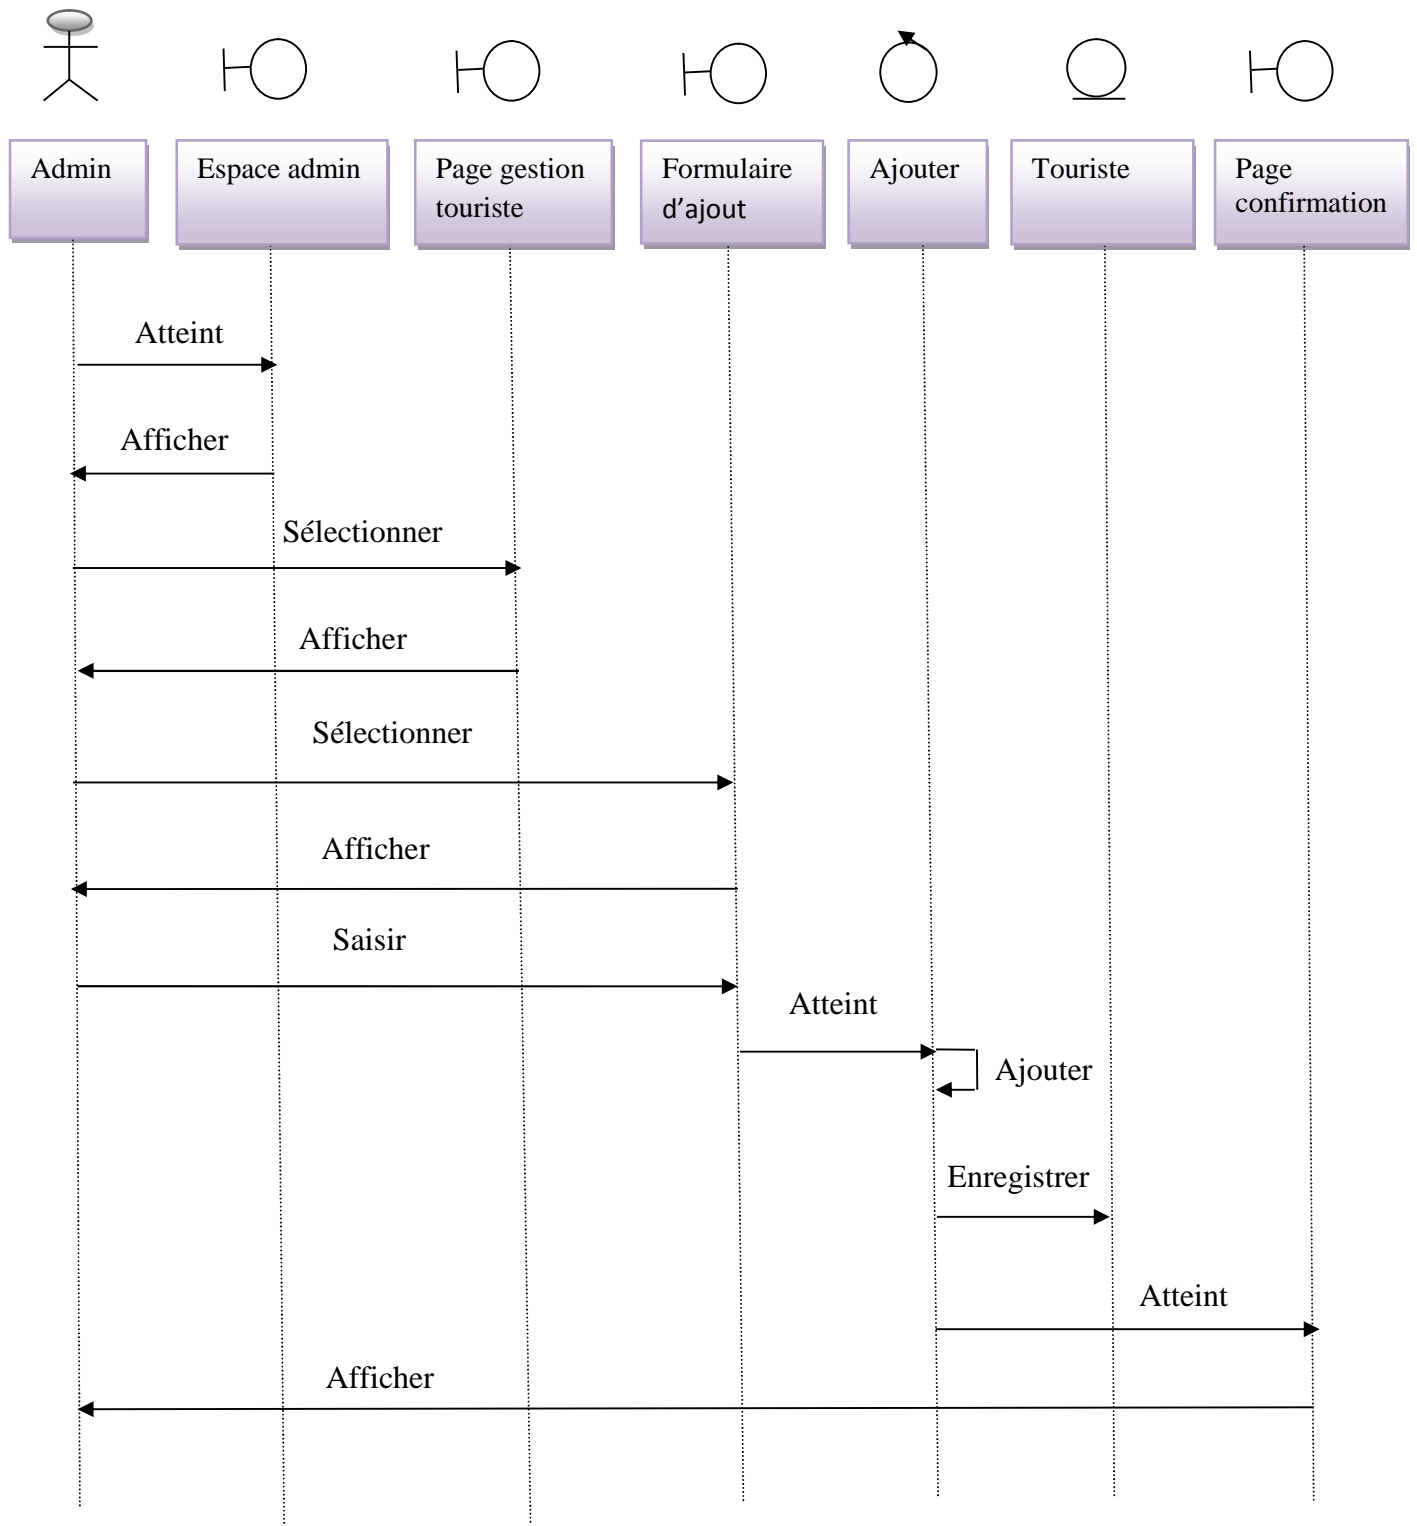 Admin
Espace admin
Page gestion
touriste
Formulaire
d'ajout
Ajouter
Touriste
Page
confirmation
Atteint
Afficher
Sélectionner
Afficher
Sélectionner
Afficher
Saisir
Atteint
Ajouter
Enregistrer
Atteint
Afficher